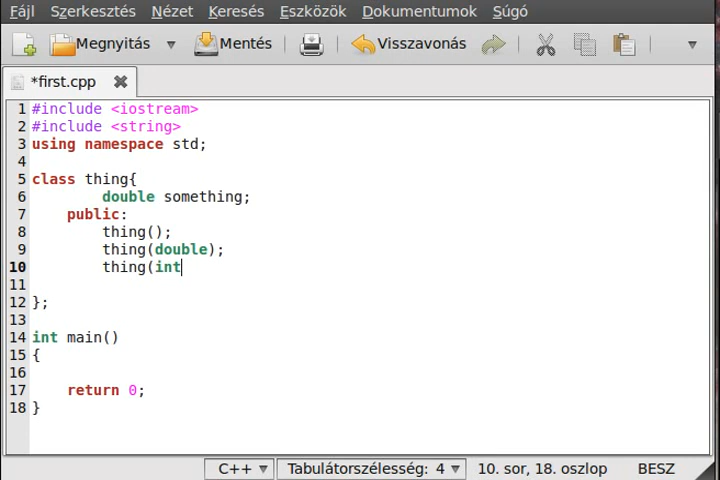 Fájl Szerkesztés Nézet Keresés Eszközök Dokumentumok Súgó
Megnyitás Mentés Visszavonás
*first.cpp
1 #include <iostream>
2 #include <string>
3 using namespace std;
4
5 class thing{
6 double something;
7 public:
8 thing();
9 thing(double);
10 thing(int
11
12 };
13
14 int main()
15 {
16
17 return 0;
18 }
C++ Tabulátorszélesség: 4 10. sor, 18. oszlop BESZ